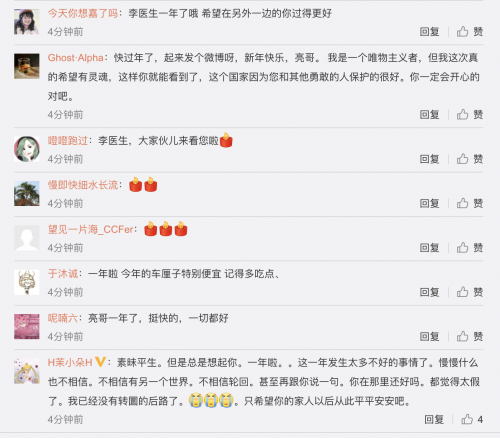 今天你想嘉了吗：李医生一年了哦 希望在另外一边的你过得更好
4分钟前
回复 赞
Ghost·Alpha：快过年了，起来发个微博呀，新年快乐，亮哥。 我是一个唯物主义者，但我这次真
的希望有灵魂，这样你就能看到了，这个国家因为您和其他勇敢的人保护的很好。你一定会开心的
对吧。
4分钟前
回复 赞
噔噔跑过：李医生，大家伙儿来看您啦
4分钟前
回复 赞
慢即快细水长流：
4分钟前
回复 赞
望见一片海_CCFer：
4分钟前
回复 赞
于沐诚：一年啦 今年的车厘子特别便宜 记得多吃点、
4分钟前
回复 赞
呢喃六：亮哥一年了，挺快的，一切都好
4分钟前
回复 赞
H茉小朵H V：素昧平生。但是总是想起你。一年啦。。这一年发生太多不好的事情了。慢慢什么
也不相信。不相信有另一个世界。不相信轮回。甚至再跟你说一句。你在那里还好吗。都觉得太假
了。我已经没有转圜的后路了。。只希望你的家人以后从此平平安安吧。
4分钟前
回复 4